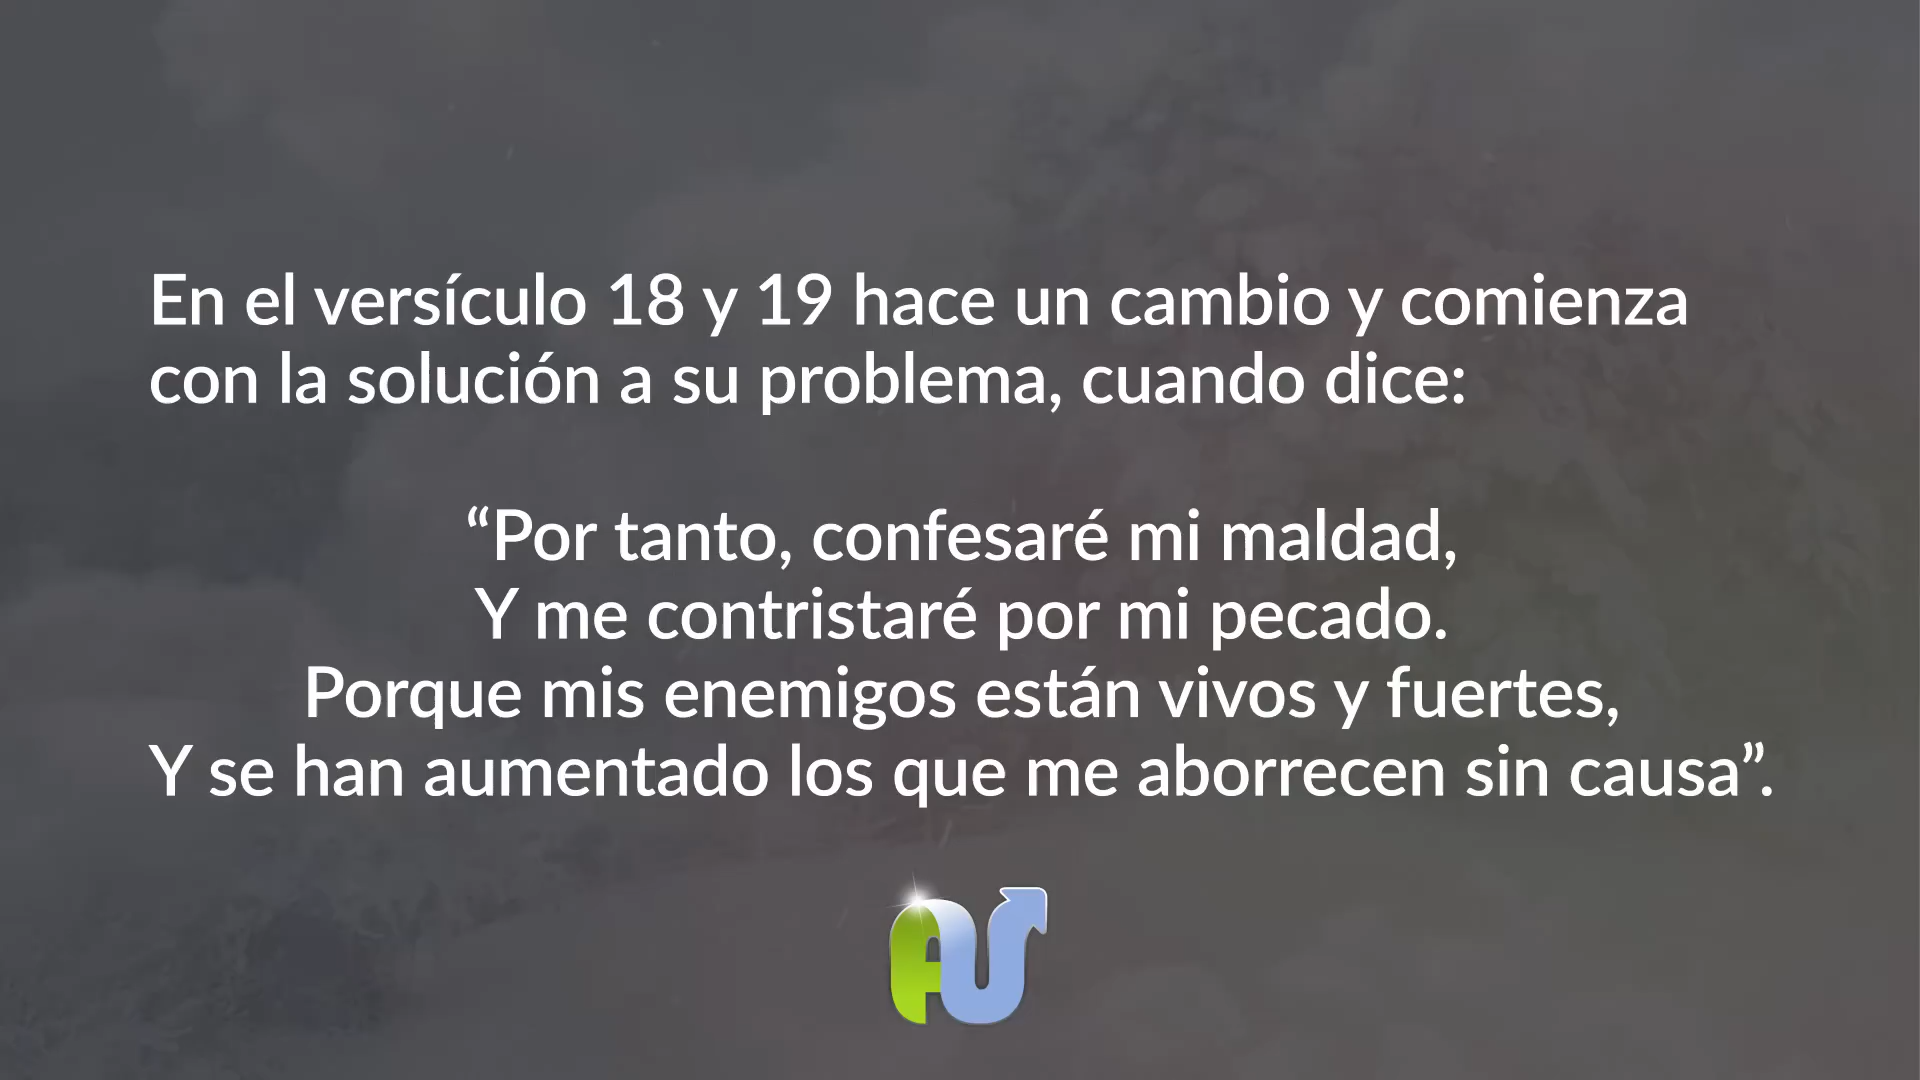 En el versículo 18 y 19 hace un cambio y comienza
con la solución a su problema, cuando dice:
“Por tanto, confesaré mi maldad,
Y me contristaré por mi pecado.
Porque mis enemigos están vivos y fuertes,
Y se han aumentado los que me aborrecen sin causa”.